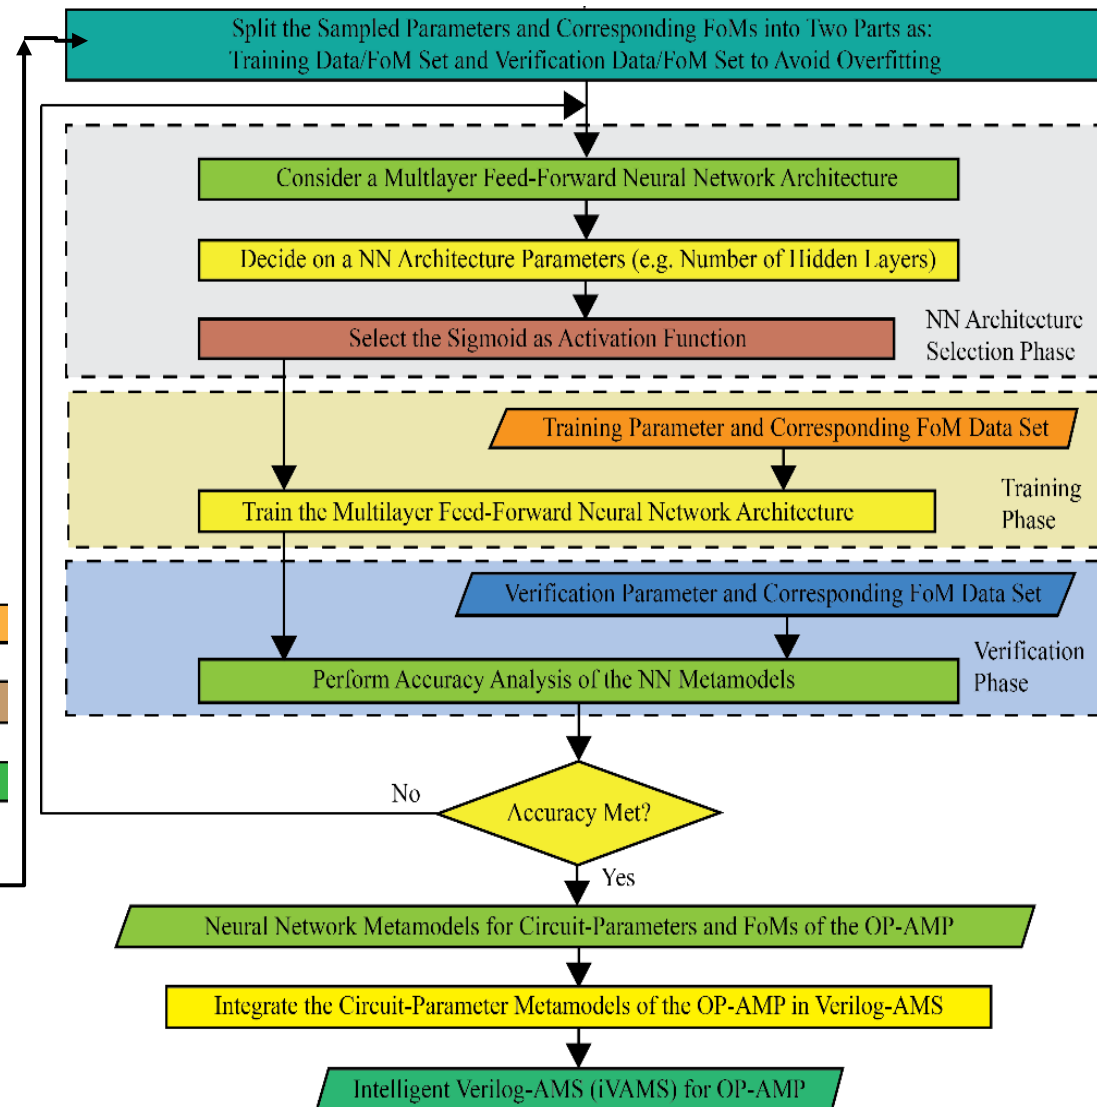 Split the Sampled Parameters and Corresponding FoMs into Two Parts as:
Training Data/FoM Set and Verification Data/FoM Set to Avoid Overfitting
Consider a Multlayer Feed-Forward Neural Network Architecture
Decide on a NN Architecture Parameters (e.g. Number of Hidden Layers)
Select the Sigmoid as Activation Function
NN Architecture
Selection Phase
Training Parameter and Corresponding FoM Data Set
Train the Multilayer Feed-Forward Neural Network Architecture
Training
Phase
Verification Parameter and Corresponding FoM Data Set
Perform Accuracy Analysis of the NN Metamodels
Verification
Phase
No
Accuracy Met?
Yes
Neural Network Metamodels for Circuit-Parameters and FoMs of the OP-AMP
Integrate the Circuit-Parameter Metamodels of the OP-AMP in Verilog-AMS
Intelligent Verilog-AMS (iVAMS) for OP-AMP